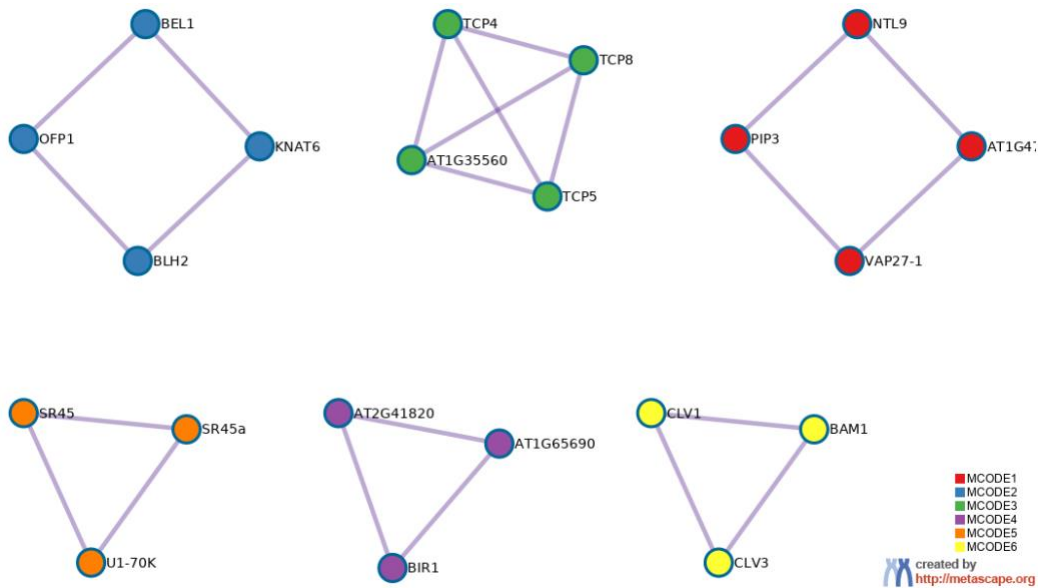 BEL1
TCP4
NTL9
TCP8
OFP1
KNAT6
AT1G35560
PIP3
AT1G47
TCP5
BLH2
VAP27-1
SR45
SR45a
AT2G41820
AT1G65690
CLV1
BAM1
U1-70K
BIR1
CLV3
MCODE1
MCODE2
MCODE3
MCODE4
MCODE5
MCODE6
created by
http://metascape.org